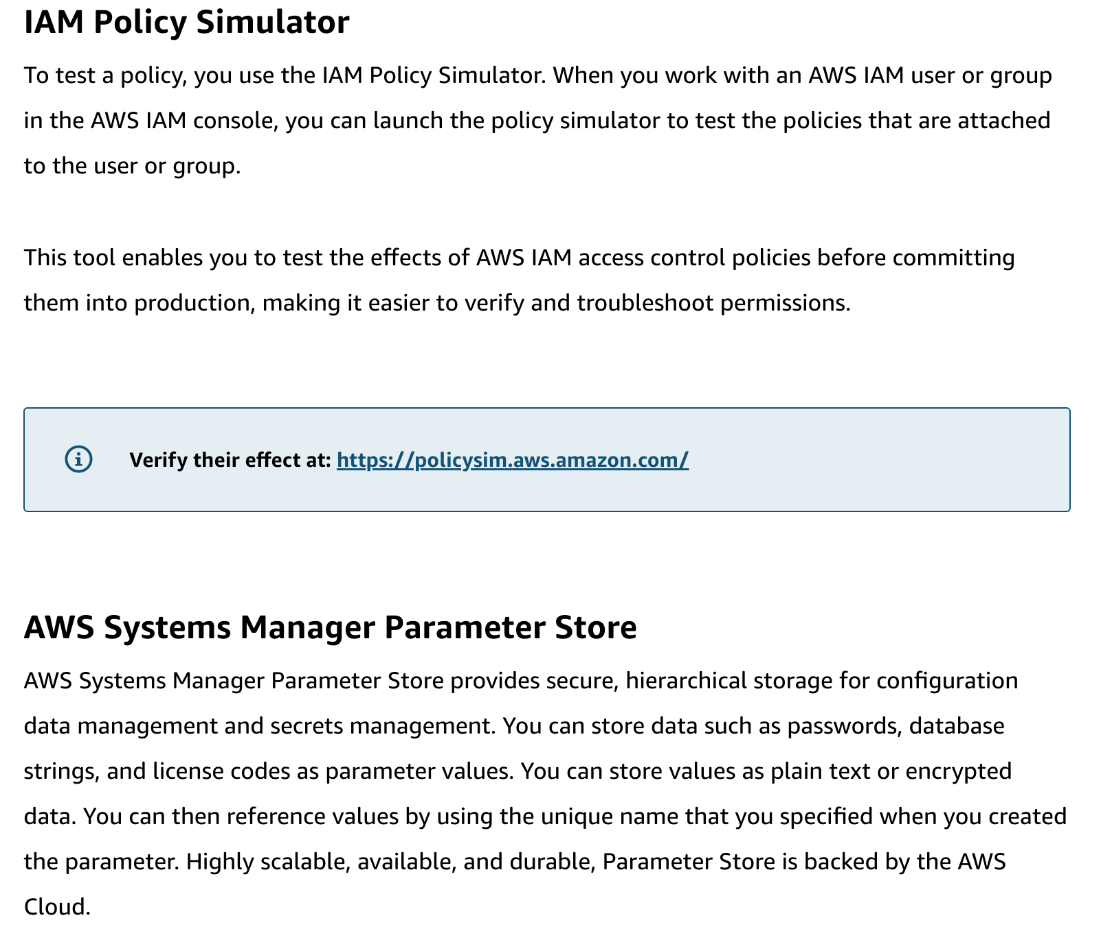 IAM Policy Simulator
To test a policy, you use the IAM Policy Simulator. When you work with an AWS IAM user or group
in the AWS IAM console, you can launch the policy simulator to test the policies that are attached
to the user or group.
This tool enables you to test the effects of AWS IAM access control policies before committing
them into production, making it easier to verify and troubleshoot permissions.
Verify their effect at: https://policysim.aws.amazon.com/
AWS Systems Manager Parameter Store
AWS Systems Manager Parameter Store provides secure, hierarchical storage for configuration
data management and secrets management. You can store data such as passwords, database
strings, and license codes as parameter values. You can store values as plain text or encrypted
data. You can then reference values by using the unique name that you specified when you created
the parameter. Highly scalable, available, and durable, Parameter Store is backed by the AWS
Cloud.